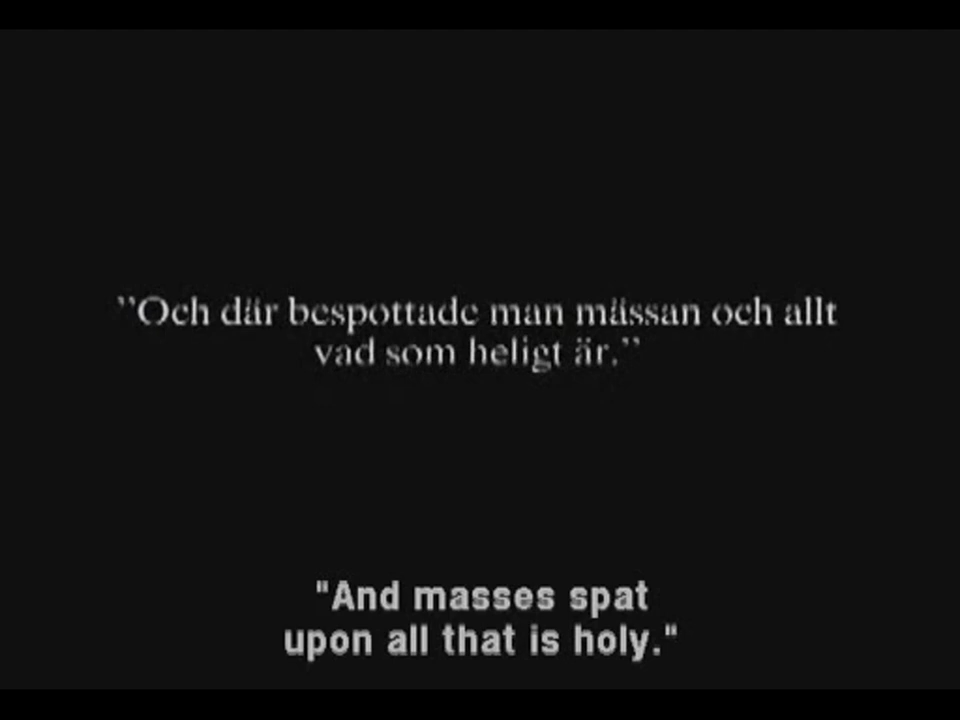 ”Och där bespottade man mässan och allt
vad som heligt är.”
"And masses spat
upon all that is holy."